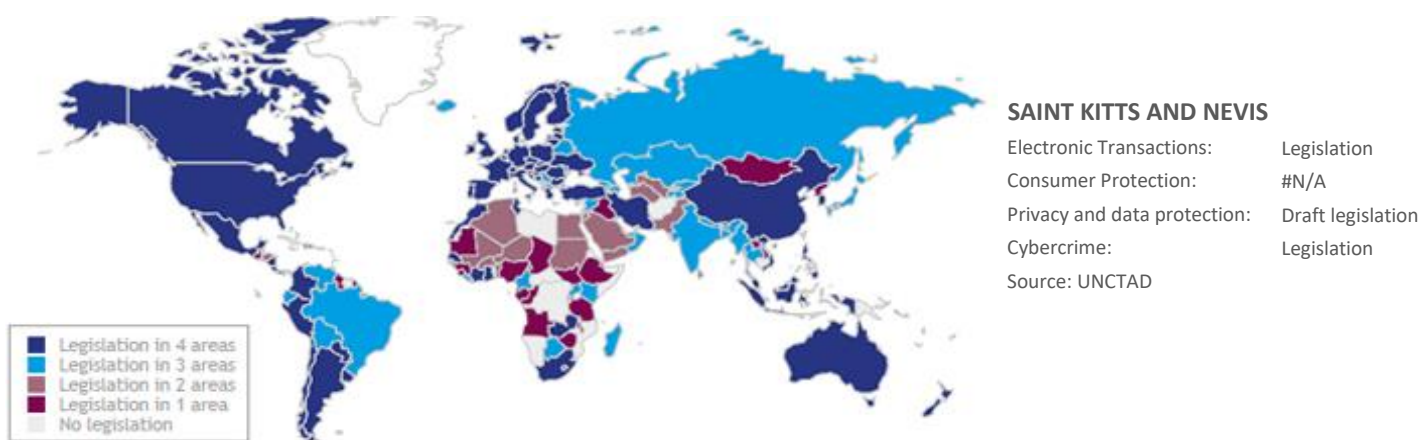 SAINT KITTS AND NEVIS
Electronic Transactions: Legislation
Consumer Protection: #N/A
Privacy and data protection: Draft legislation
Cybercrime: Legislation
Source: UNCTAD
Legislation in 4 areas
Legislation in 3 areas
Legislation in 2 areas
Legislation in 1 area
No legislation